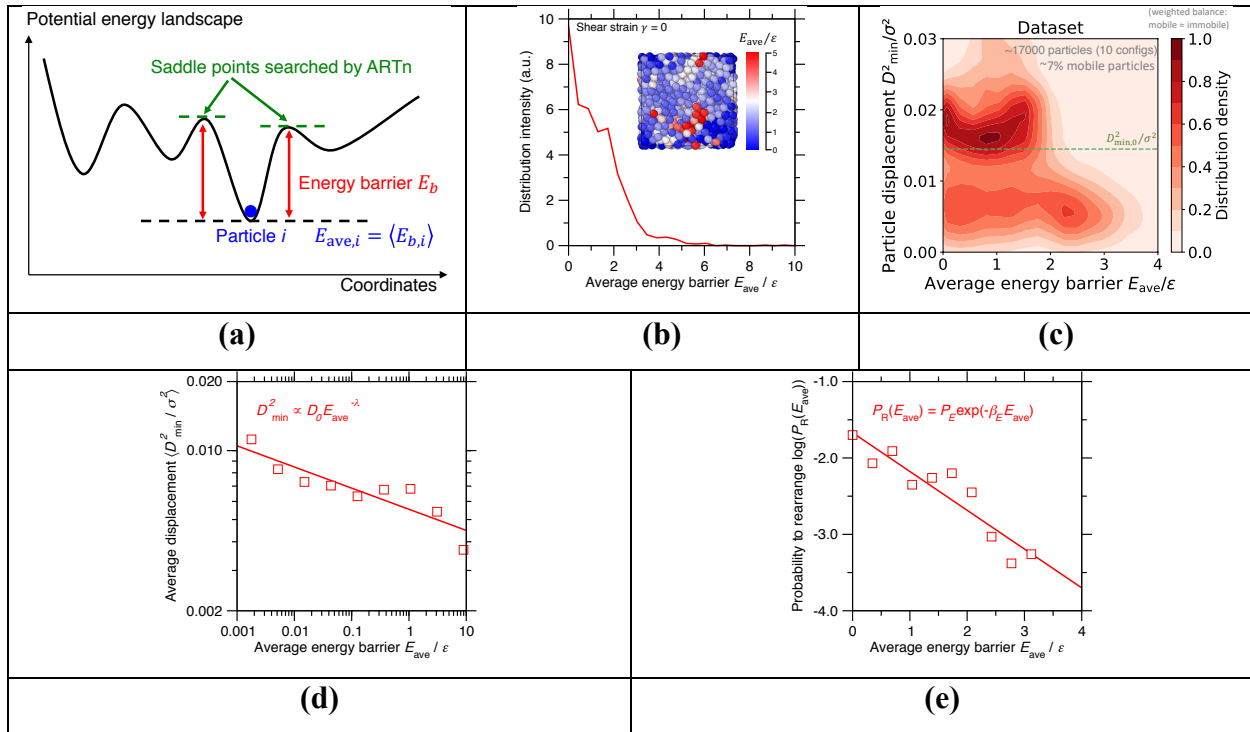 Potential energy landscape
Saddle points searched by ARTn
Energy barrier E_b
Particle i
E_ave,i = ⟨E_b,i⟩
Coordinates
Distribution intensity (a.u.)
10
8
6
4
2
0
Shear strain γ = 0
E_ave/ε
5
4
3
2
1
0
0 2 4 6 8 10
Average energy barrier E_ave / ε
(weighted balance:
mobile ≈ immobile)
Dataset
~17000 particles (10 configs)
~7% mobile particles
Particle displacement D²_min/σ²
0.03
0.02
0.01
0.00
D²_min,0/σ²
0 1 2 3 4
Average energy barrier E_ave/ε
1.0
0.8
0.6
0.4
0.2
0.0
Distribution density
(a) (b) (c)
Average displacement ⟨D²_min / σ²⟩
0.020
0.010
0.002
D²_min ∝ D₀E_ave^-λ
0.001 0.01 0.1 1 10
Average energy barrier E_ave / ε
Probability to rearrange log(P_R(E_ave))
-1.0
-2.0
-3.0
-4.0
P_R(E_ave) = P_E exp(-β_E E_ave)
0 1 2 3 4
Average energy barrier E_ave / ε
(d) (e)